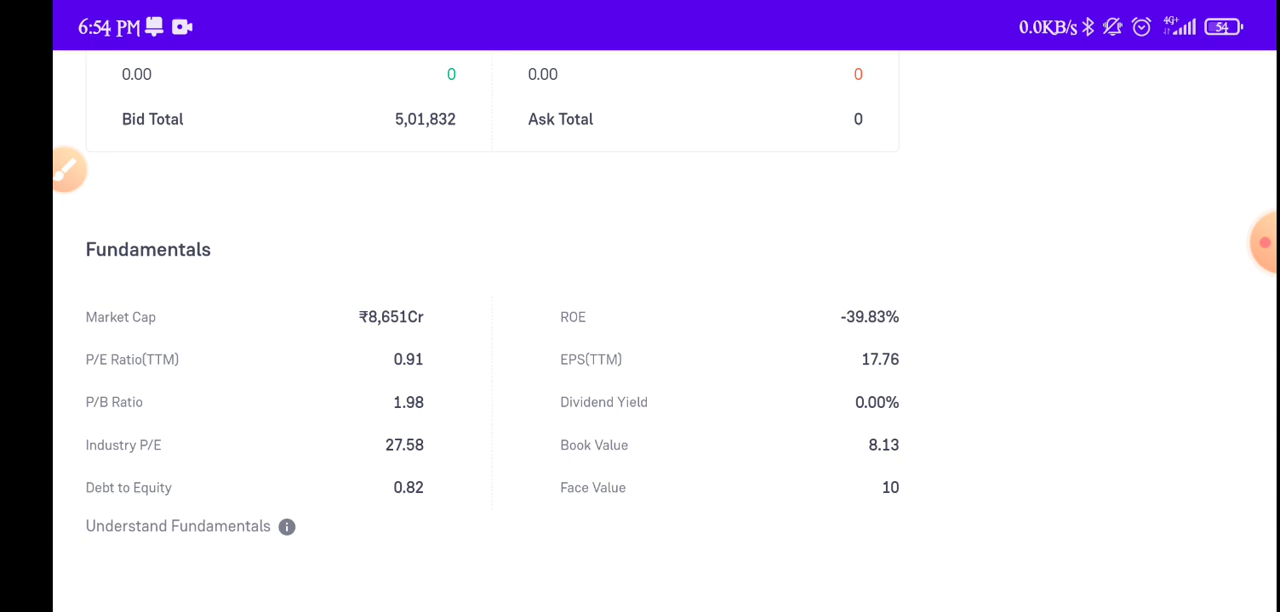 6:54 PM 0.0KB/s 4G+ 54
0.00 0 0.00 0
Bid Total 5,01,832 Ask Total 0
Fundamentals
Market Cap ₹8,651Cr ROE -39.83%
P/E Ratio(TTM) 0.91 EPS(TTM) 17.76
P/B Ratio 1.98 Dividend Yield 0.00%
Industry P/E 27.58 Book Value 8.13
Debt to Equity 0.82 Face Value 10
Understand Fundamentals